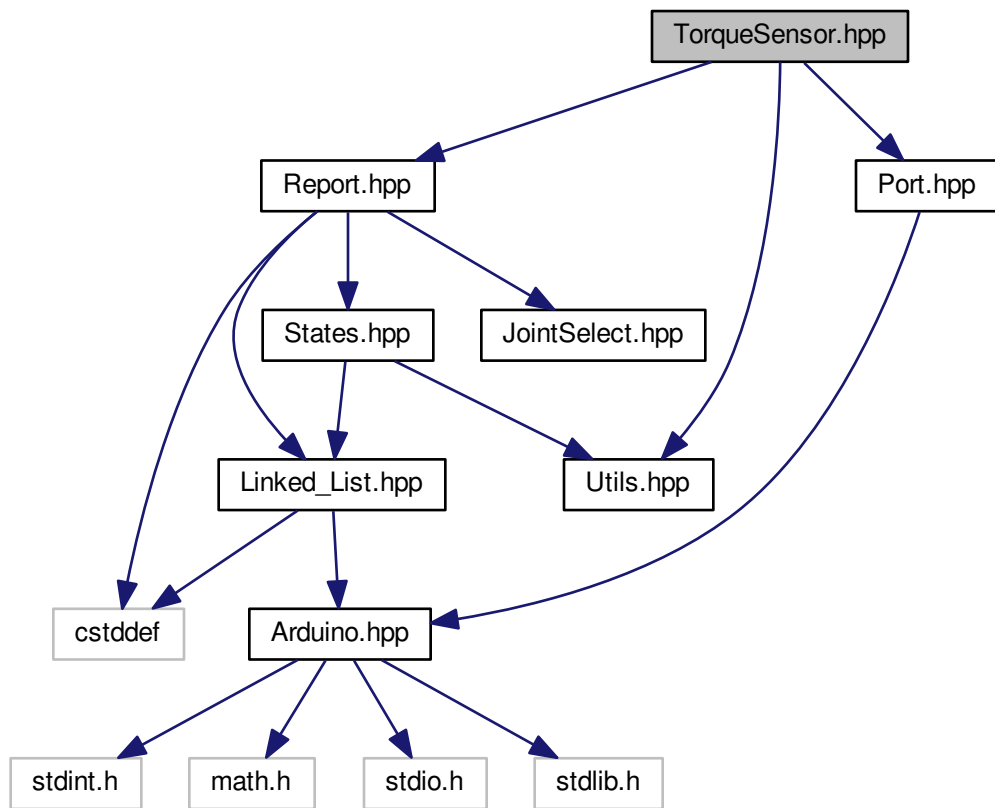 TorqueSensor.hpp
Report.hpp
Port.hpp
States.hpp
JointSelect.hpp
Linked_List.hpp
Utils.hpp
cstddef
Arduino.hpp
stdint.h
math.h
stdio.h
stdlib.h